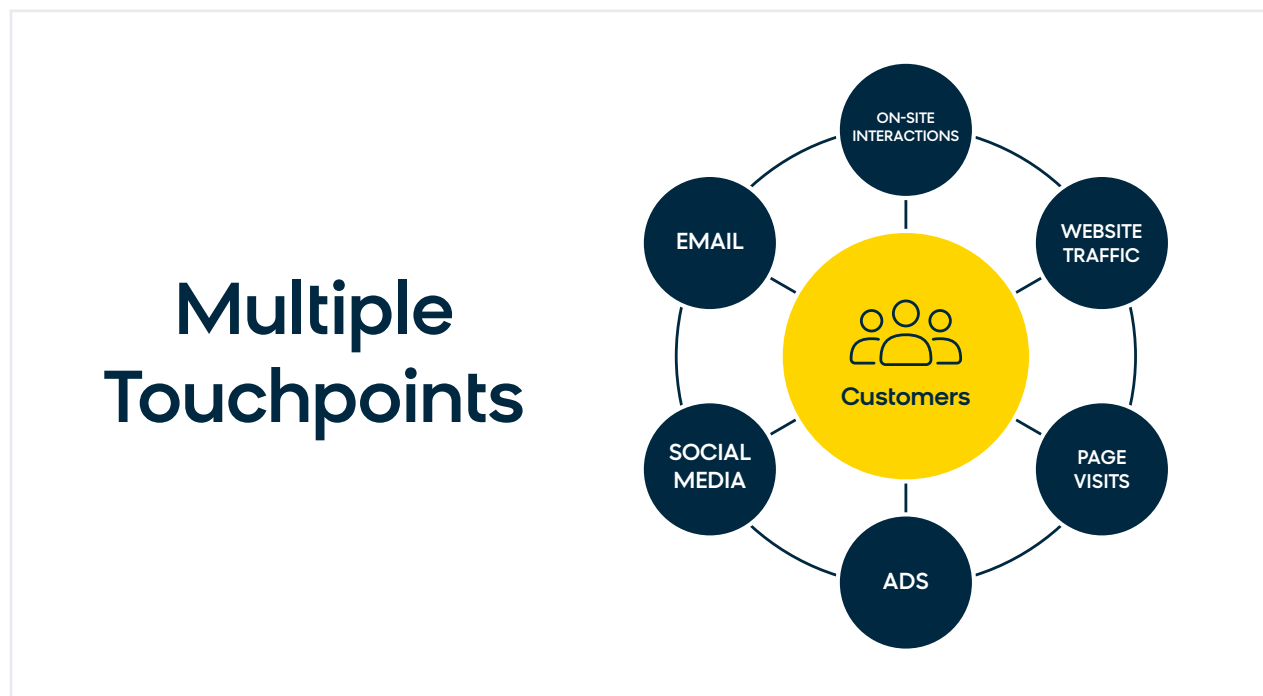 Multiple
Touchpoints
ON-SITE
INTERACTIONS
WEBSITE
TRAFFIC
PAGE
VISITS
ADS
SOCIAL
MEDIA
EMAIL
Customers